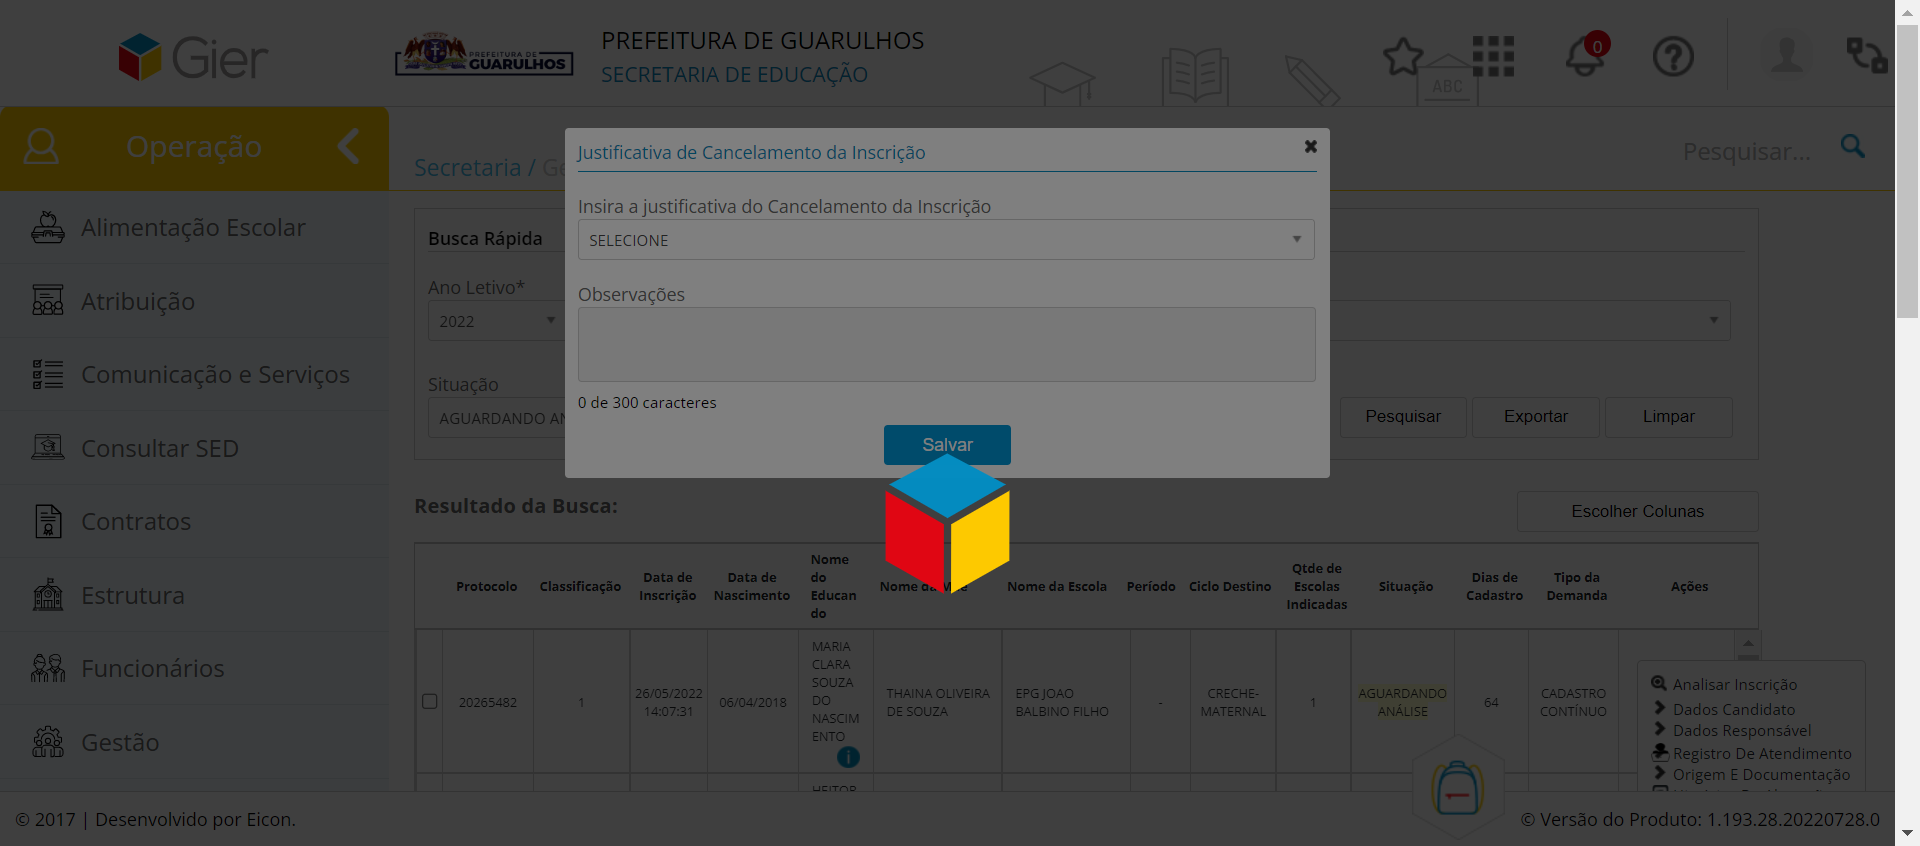 Gier
PREFEITURA DE
GUARULHOS
PREFEITURA DE GUARULHOS
SECRETARIA DE EDUCAÇÃO
ABC
0
Operação
Secretaria /
Pesquisar...
Alimentação Escolar
Atribuição
Comunicação e Serviços
Consultar SED
Contratos
Estrutura
Funcionários
Gestão
Justificativa de Cancelamento da Inscrição
Insira a justificativa do Cancelamento da Inscrição
SELECIONE
Observações
0 de 300 caracteres
Salvar
Busca Rápida
Ano Letivo*
2022
Situação
AGUARDANDO
Pesquisar
Exportar
Limpar
Resultado da Busca:
Escolher Colunas
Protocolo
Classificação
Data de
Inscrição
Data de
Nascimento
Nome
do
Educan
do
Nome
Nome da Escola
Período
Ciclo Destino
Qtde de
Escolas
Indicadas
Situação
Dias de
Cadastro
Tipo da
Demanda
Ações
20265482
1
26/05/2022
14:07:31
06/04/2018
MARIA
CLARA
SOUZA
DO
NASCIM
ENTO
i
THAINA OLIVEIRA
DE SOUZA
EPG JOAO
BALBINO FILHO
-
CRECHE-
MATERNAL
1
AGUARDANDO
ANÁLISE
64
CADASTRO
CONTÍNUO
Analisar Inscrição
Dados Candidato
Dados Responsável
Registro De Atendimento
Origem E Documentação
HEITOR
© 2017 | Desenvolvido por Eicon.
© Versão do Produto: 1.193.28.20220728.0